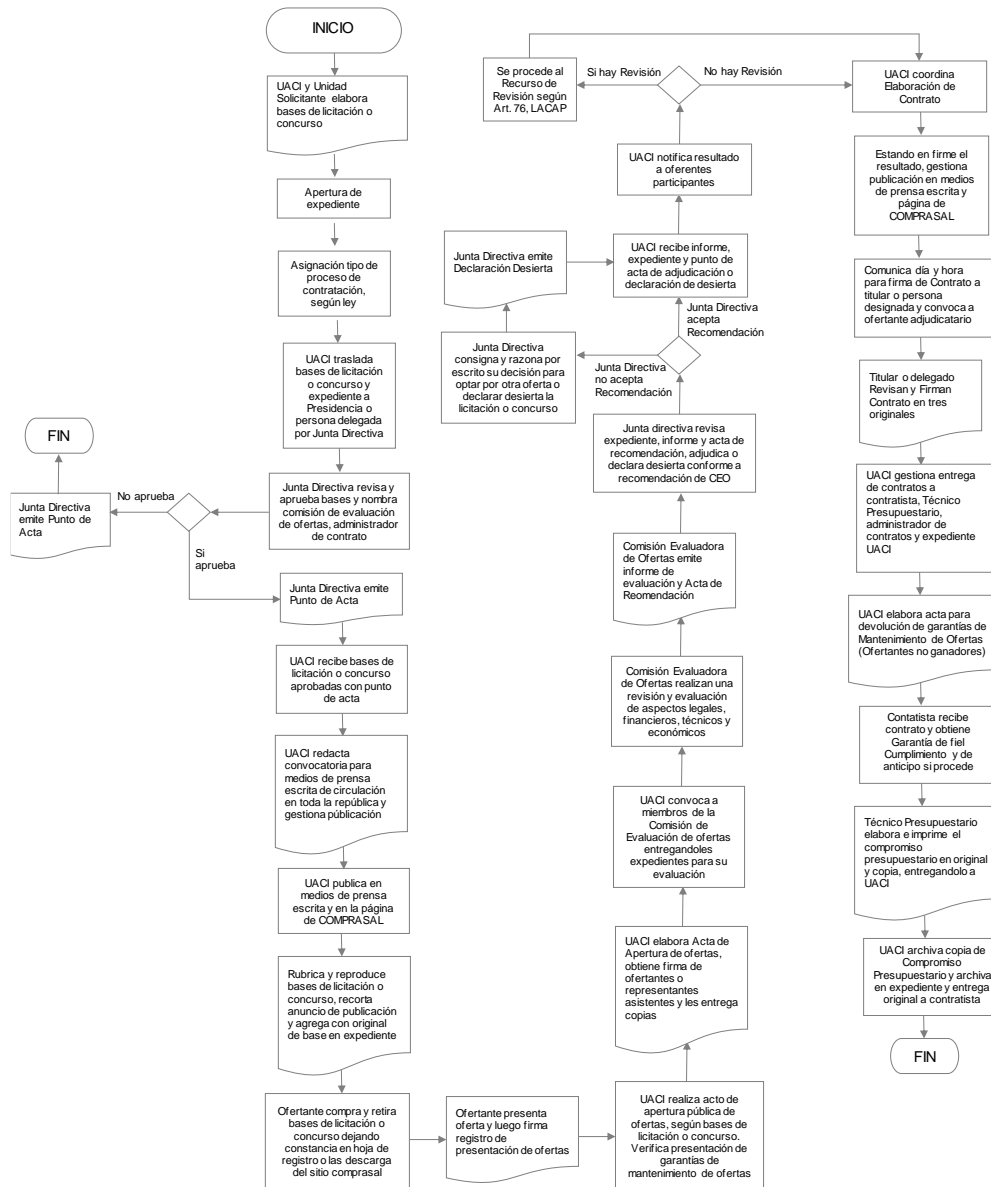 INICIO
UACI y Unidad
Solicitante elabora
bases de licitación o
concurso
Apertura de
expediente
Asignación tipo de
proceso de
contratación,
según ley
UACI traslada
bases de licitación
o concurso y
expediente a
Presidencia o
persona delegada
por Junta Directiva
Junta Directiva revisa y
aprueba bases y nombra
comisión de evaluación
de ofertas, administrador
de contrato
No aprueba
Junta Directiva
emite Punto de
Acta
FIN
Si
aprueba
Junta Directiva emite
Punto de Acta
UACI recibe bases de
licitación o concurso
aprobadas con punto
de acta
UACI redacta
convocatoria para
medios de prensa
escrita de circulación
en toda la república y
gestiona públicación
UACI publica en
medios de prensa
escrita y en la página
de COMPRASAL
Rubrica y reproduce
bases de licitación o
concurso, recorta
anuncio de publicación
y agrega con original
de base en expediente
Ofertante compra y retira
bases de licitación o
concurso dejando
constancia en hoja de
registro o las descarga
del sitio comprasal
Ofertante presenta
oferta y luego firma
registro de
presentación de ofertas
UACI realiza acto de
apertura pública de
ofertas, según bases de
licitación o concurso.
Verifica presentación de
garantías de
mantenimiento de ofertas
UACI elabora Acta de
Apertura de ofertas,
obtiene firma de
ofertantes o
representantes
asistentes y les entrega
copias
UACI convoca a
miembros de la
Comisión de
Evaluación de ofertas
entregandoles
expedientes para su
evaluación
Comisión Evaluadora
de Ofertas realizan una
revisión y evaluación
de aspectos legales,
financieros, técnicos y
económicos
Comisión Evaluadora
de Ofertas emite
informe de
evaluación y Acta de
Reomendación
Junta directiva revisa
expediente, informe y acta de
recomendación, adjudica o
declara desierta conforme a
recomendación de CEO
Junta Directiva
no acepta
Recomendación
Junta Directiva
consigna y razona por
escrito su decisión para
optar por otra oferta o
declarar desierta la
licitación o concurso
Junta Directiva emite
Declaración Desierta
Junta Directiva
acepta
Recomendación
UACI recibe informe,
expediente y punto de
acta de adjudicación o
declaración de desierta
UACI notifica resultado
a oferentes
participantes
Si hay Revisión
Se procede al
Recurso de
Revisión según
Art. 76, LACAP
No hay Revisión
UACI coordina
Elaboración de
Contrato
Estando en firme el
resultado, gestiona
publicación en medios
de prensa escrita y
página de
COMPRASAL
Comunica día y hora
para firma de Contrato a
titular o persona
designada y convoca a
ofertante adjudicatario
Titular o delegado
Revisan y Firman
Contrato en tres
originales
UACI gestiona entrega
de contratos a
contratista, Técnico
Presupuestario,
administrador de
contratos y expediente
UACI
UACI elabora acta para
devolución de garantías de
Mantenimiento de Ofertas
(Ofertantes no ganadores)
Contatista recibe
contrato y obtiene
Garantía de fiel
Cumplimiento y de
anticipo si procede
Técnico Presupuestario
elabora e imprime el
compromiso
presupuestario en original
y copia, entregandolo a
UACI
UACI archiva copia de
Compromiso
Presupuestario y archiva
en expediente y entrega
original a contratista
FIN